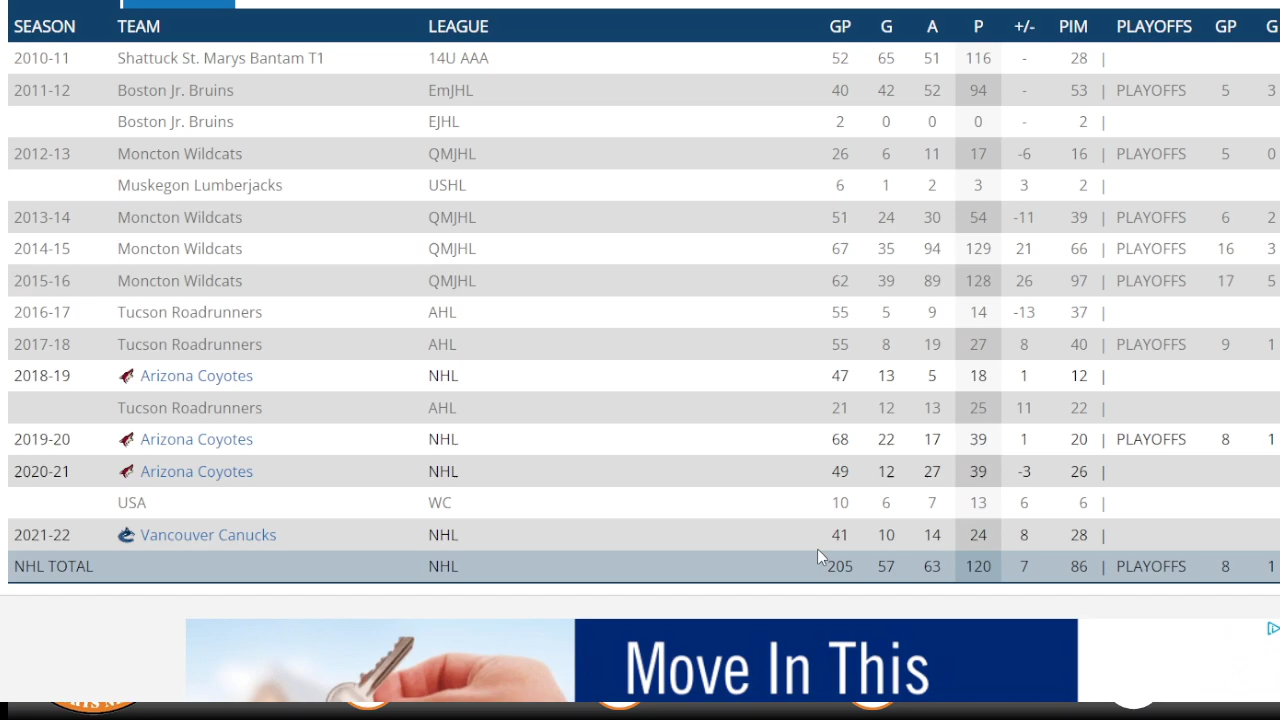 SEASON TEAM LEAGUE GP G A P +/- PIM PLAYOFFS GP G
2010-11 Shattuck St. Marys Bantam T1 14U AAA 52 65 51 116 - 28 |
2011-12 Boston Jr. Bruins EmJHL 40 42 52 94 - 53 | PLAYOFFS 5 3
Boston Jr. Bruins EJHL 2 0 0 0 - 2 |
2012-13 Moncton Wildcats QMJHL 26 6 11 17 -6 16 | PLAYOFFS 5 0
Muskegon Lumberjacks USHL 6 1 2 3 3 2 |
2013-14 Moncton Wildcats QMJHL 51 24 30 54 -11 39 | PLAYOFFS 6 2
2014-15 Moncton Wildcats QMJHL 67 35 94 129 21 66 | PLAYOFFS 16 3
2015-16 Moncton Wildcats QMJHL 62 39 89 128 26 97 | PLAYOFFS 17 5
2016-17 Tucson Roadrunners AHL 55 5 9 14 -13 37 |
2017-18 Tucson Roadrunners AHL 55 8 19 27 8 40 | PLAYOFFS 9 1
2018-19 Arizona Coyotes NHL 47 13 5 18 1 12 |
Tucson Roadrunners AHL 21 12 13 25 11 22 |
2019-20 Arizona Coyotes NHL 68 22 17 39 1 20 | PLAYOFFS 8 1
2020-21 Arizona Coyotes NHL 49 12 27 39 -3 26 |
USA WC 10 6 7 13 6 6 |
2021-22 Vancouver Canucks NHL 41 10 14 24 8 28 |
NHL TOTAL NHL 205 57 63 120 7 86 | PLAYOFFS 8 1
Move In This